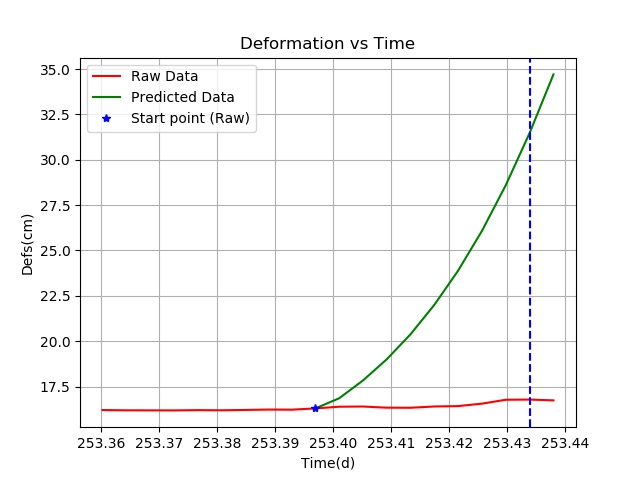 Deformation vs Time
Raw Data
Predicted Data
Start point (Raw)
35.0
32.5
30.0
27.5
25.0
22.5
20.0
17.5
Defs(cm)
253.36 253.37 253.38 253.39 253.40 253.41 253.42 253.43 253.44
Time(d)